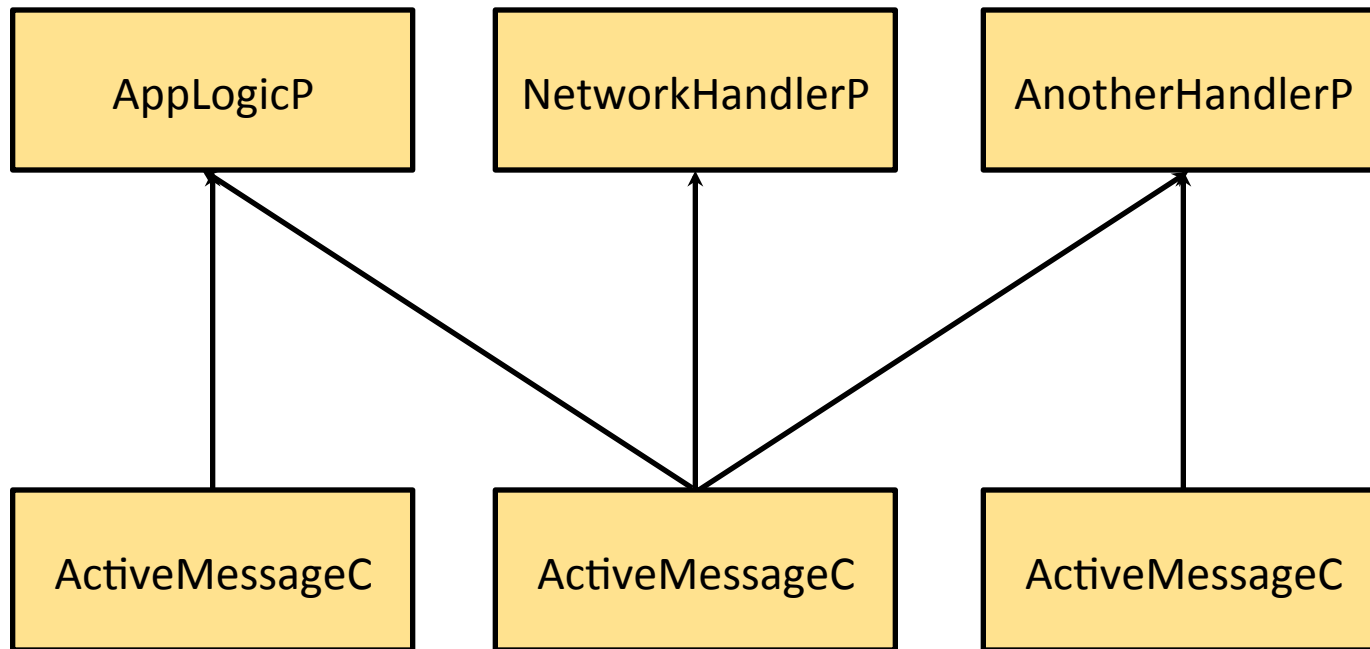 AppLogicP
NetworkHandlerP
AnotherHandlerP
ActiveMessageC
ActiveMessageC
ActiveMessageC